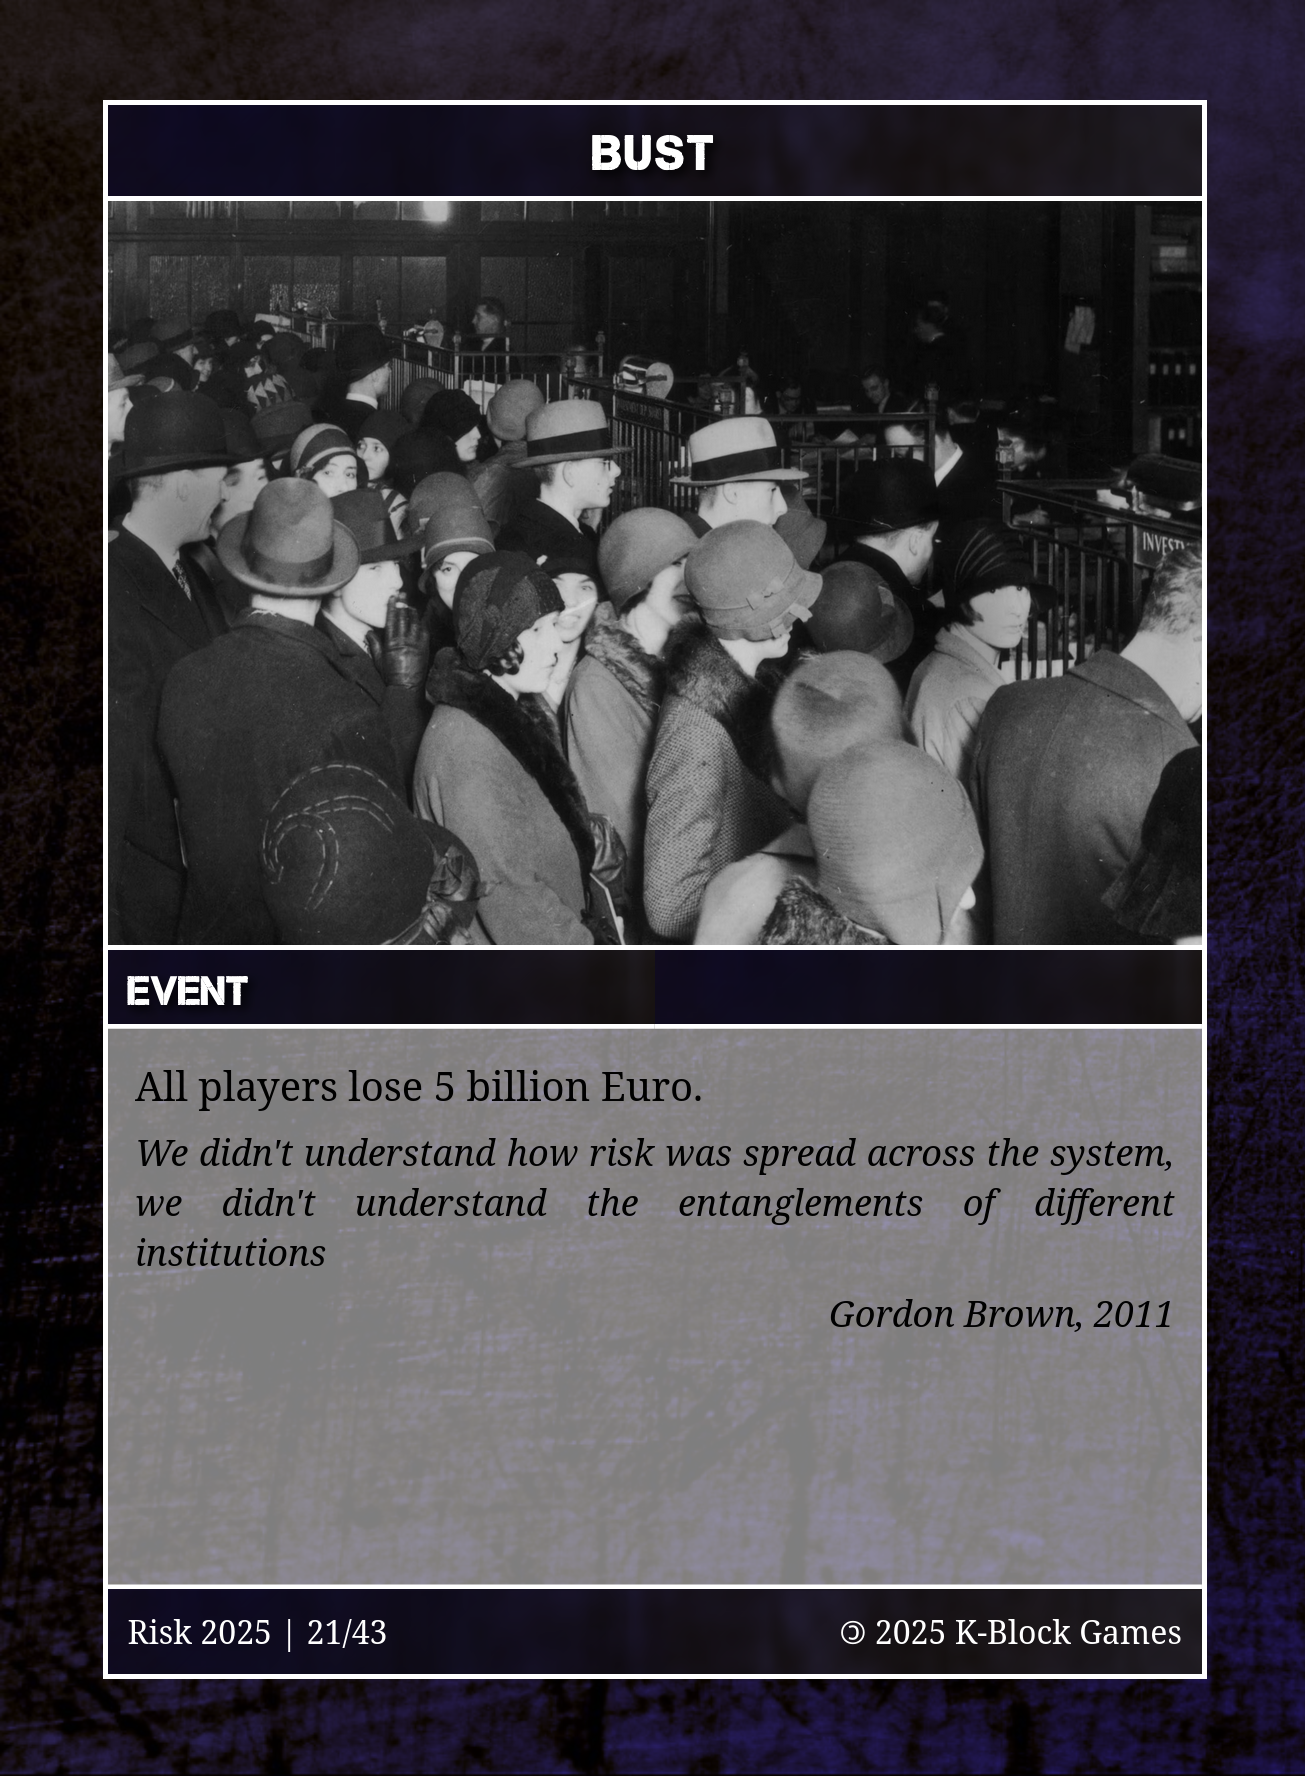 BUST
EVENT
All players lose 5 billion Euro.
We didn't understand how risk was spread across the system,
we didn't understand the entanglements of different
institutions
Gordon Brown, 2011
Risk 2025 | 21/43
🄯 2025 K-Block Games